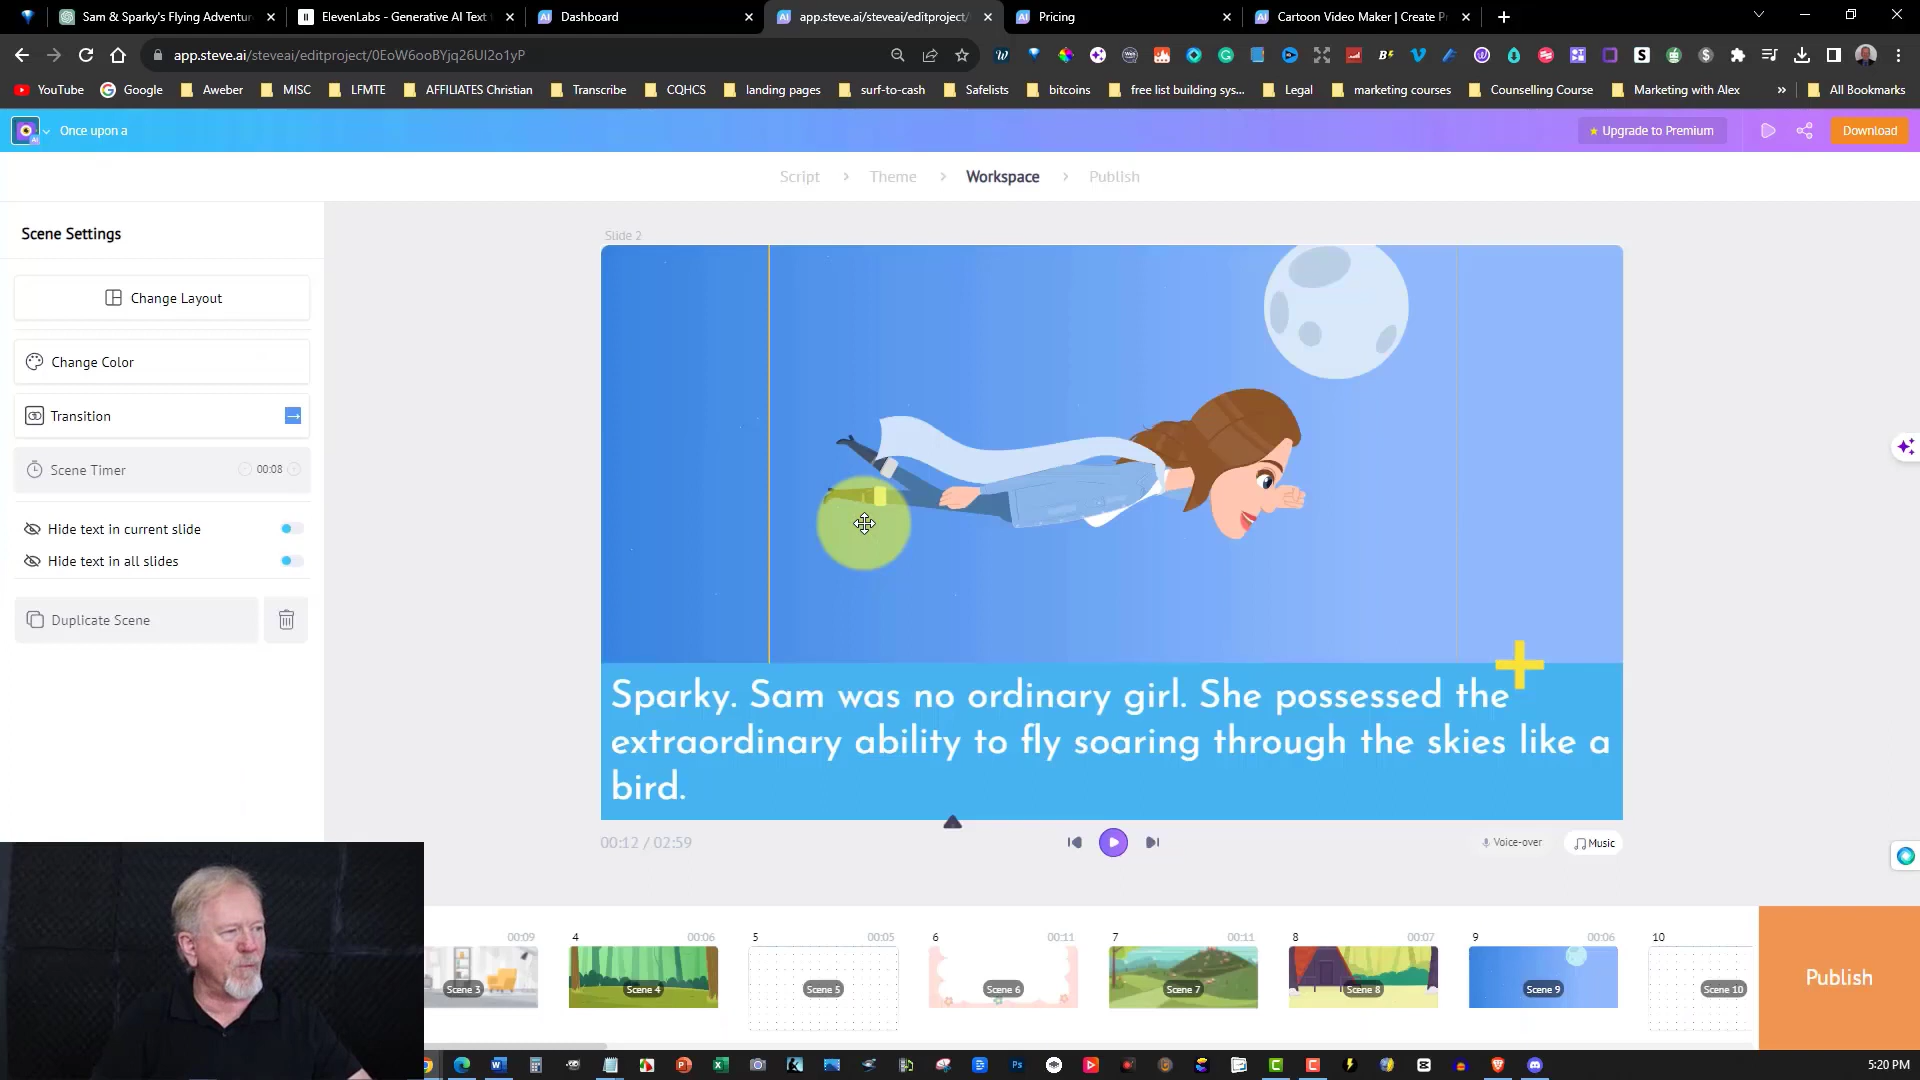 Sam & Sparky's Flying Adventur
ElevenLabs - Generative AI Text
Dashboard
app.steve.ai/steveai/editproject/
Pricing
Cartoon Video Maker | Create P
app.steve.ai/steveai/editproject/0EoW6ooBYjq26UI2o1yP
YouTube
Google
Aweber
MISC
LFMTE
AFFILIATES Christian
Transcribe
CQHCS
landing pages
surf-to-cash
Safelists
bitcoins
free list building sys...
Legal
marketing courses
Counselling Course
Marketing with Alex
»
All Bookmarks
Once upon a
Upgrade to Premium
Download
Script > Theme > Workspace > Publish
Scene Settings
Slide 2
Change Layout
Change Color
Transition
Scene Timer 00:08
Hide text in current slide
Hide text in all slides
Duplicate Scene
Sparky. Sam was no ordinary girl. She possessed the
extraordinary ability to fly soaring through the skies like a
bird.
00:12 / 02:59
Voice-over
Music
00:09
Scene 3
4 00:06
Scene 4
5 00:05
Scene 5
6 00:11
Scene 6
7 00:11
Scene 7
8 00:07
Scene 8
9 00:06
Scene 9
10
Scene 10
Publish
5:20 PM